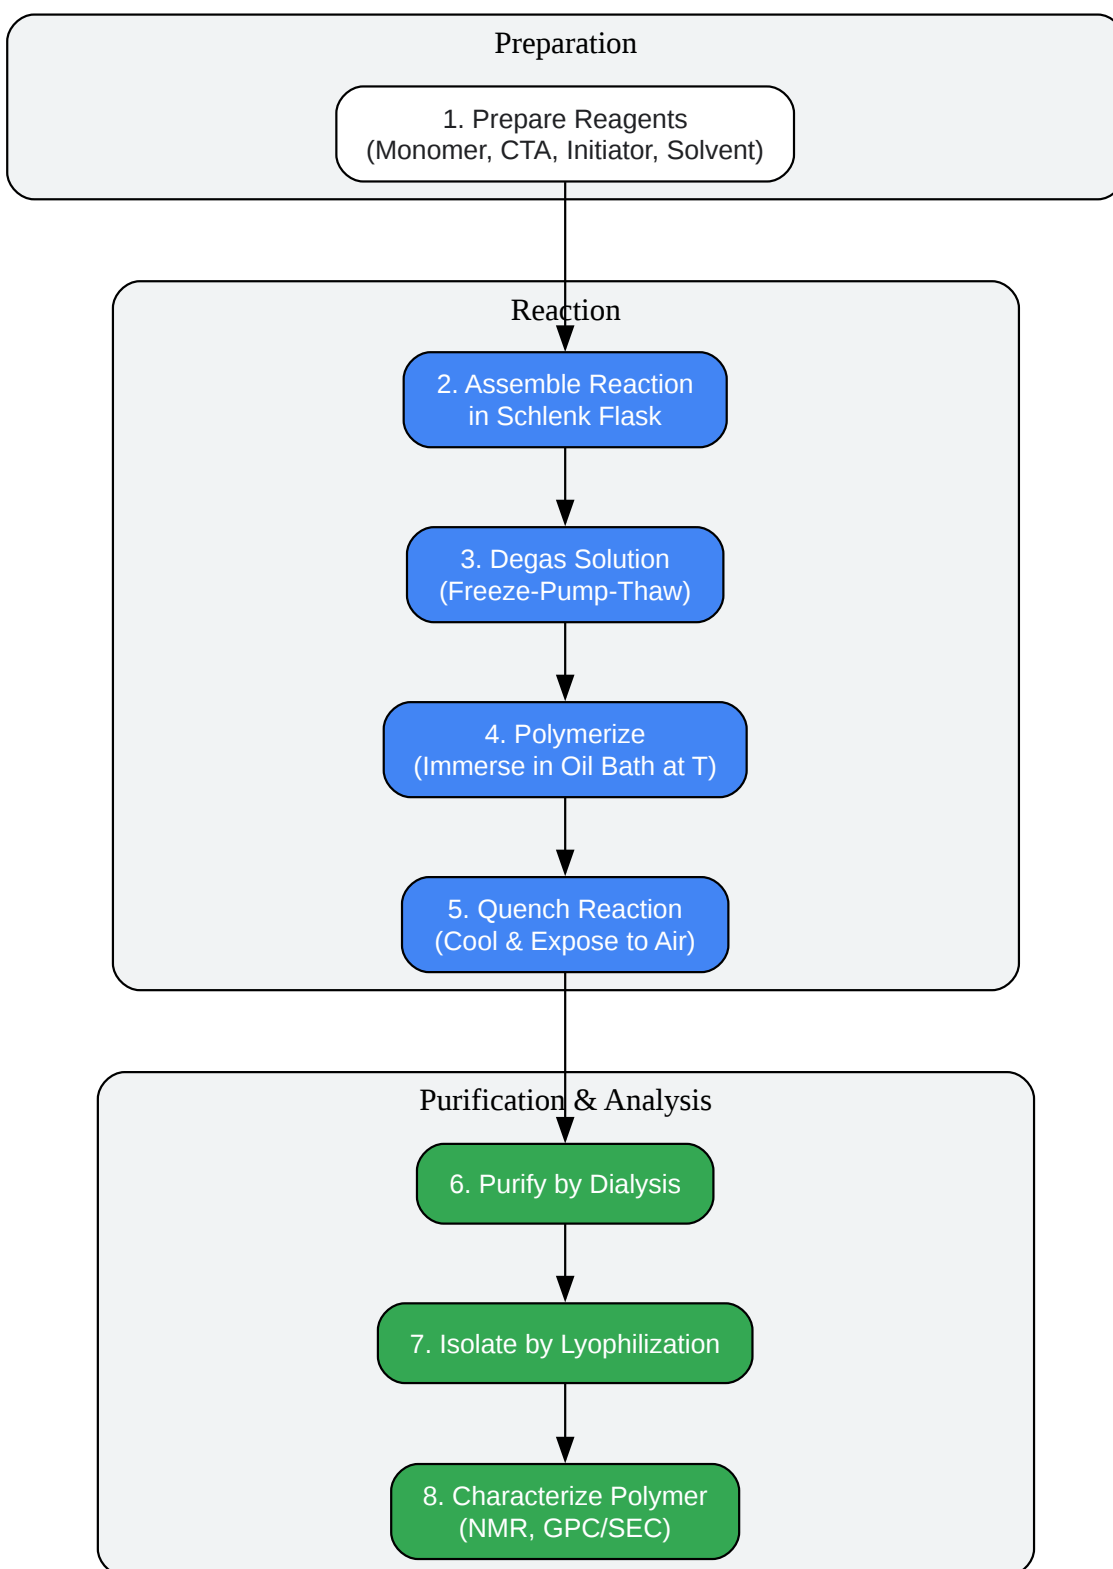 Preparation
1. Prepare Reagents
(Monomer, CTA, Initiator, Solvent)
Reaction
2. Assemble Reaction
in Schlenk Flask
3. Degas Solution
(Freeze-Pump-Thaw)
4. Polymerize
(Immerse in Oil Bath at T)
5. Quench Reaction
(Cool & Expose to Air)
Purification & Analysis
6. Purify by Dialysis
7. Isolate by Lyophilization
8. Characterize Polymer
(NMR, GPC/SEC)